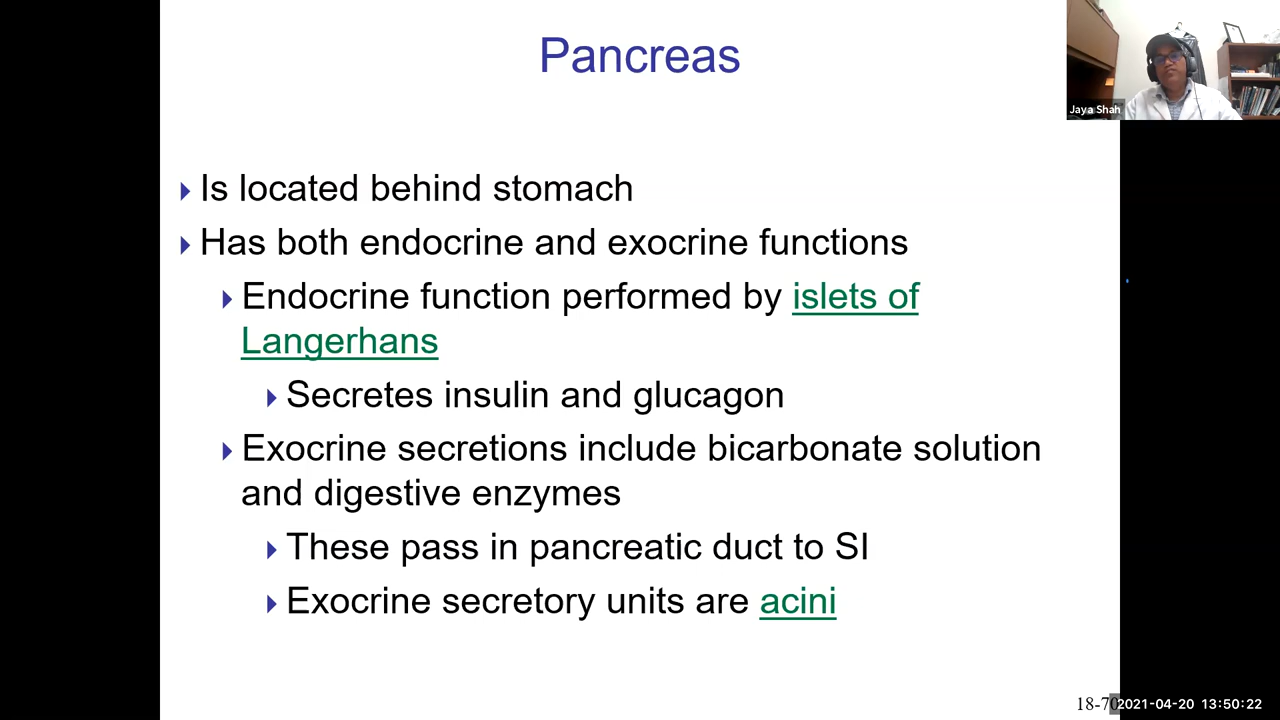 Pancreas
Jaya Shah
Is located behind stomach
Has both endocrine and exocrine functions
Endocrine function performed by islets of
Langerhans
Secretes insulin and glucagon
Exocrine secretions include bicarbonate solution
and digestive enzymes
These pass in pancreatic duct to SI
Exocrine secretory units are acini
18-70
2021-04-20 13:50:22